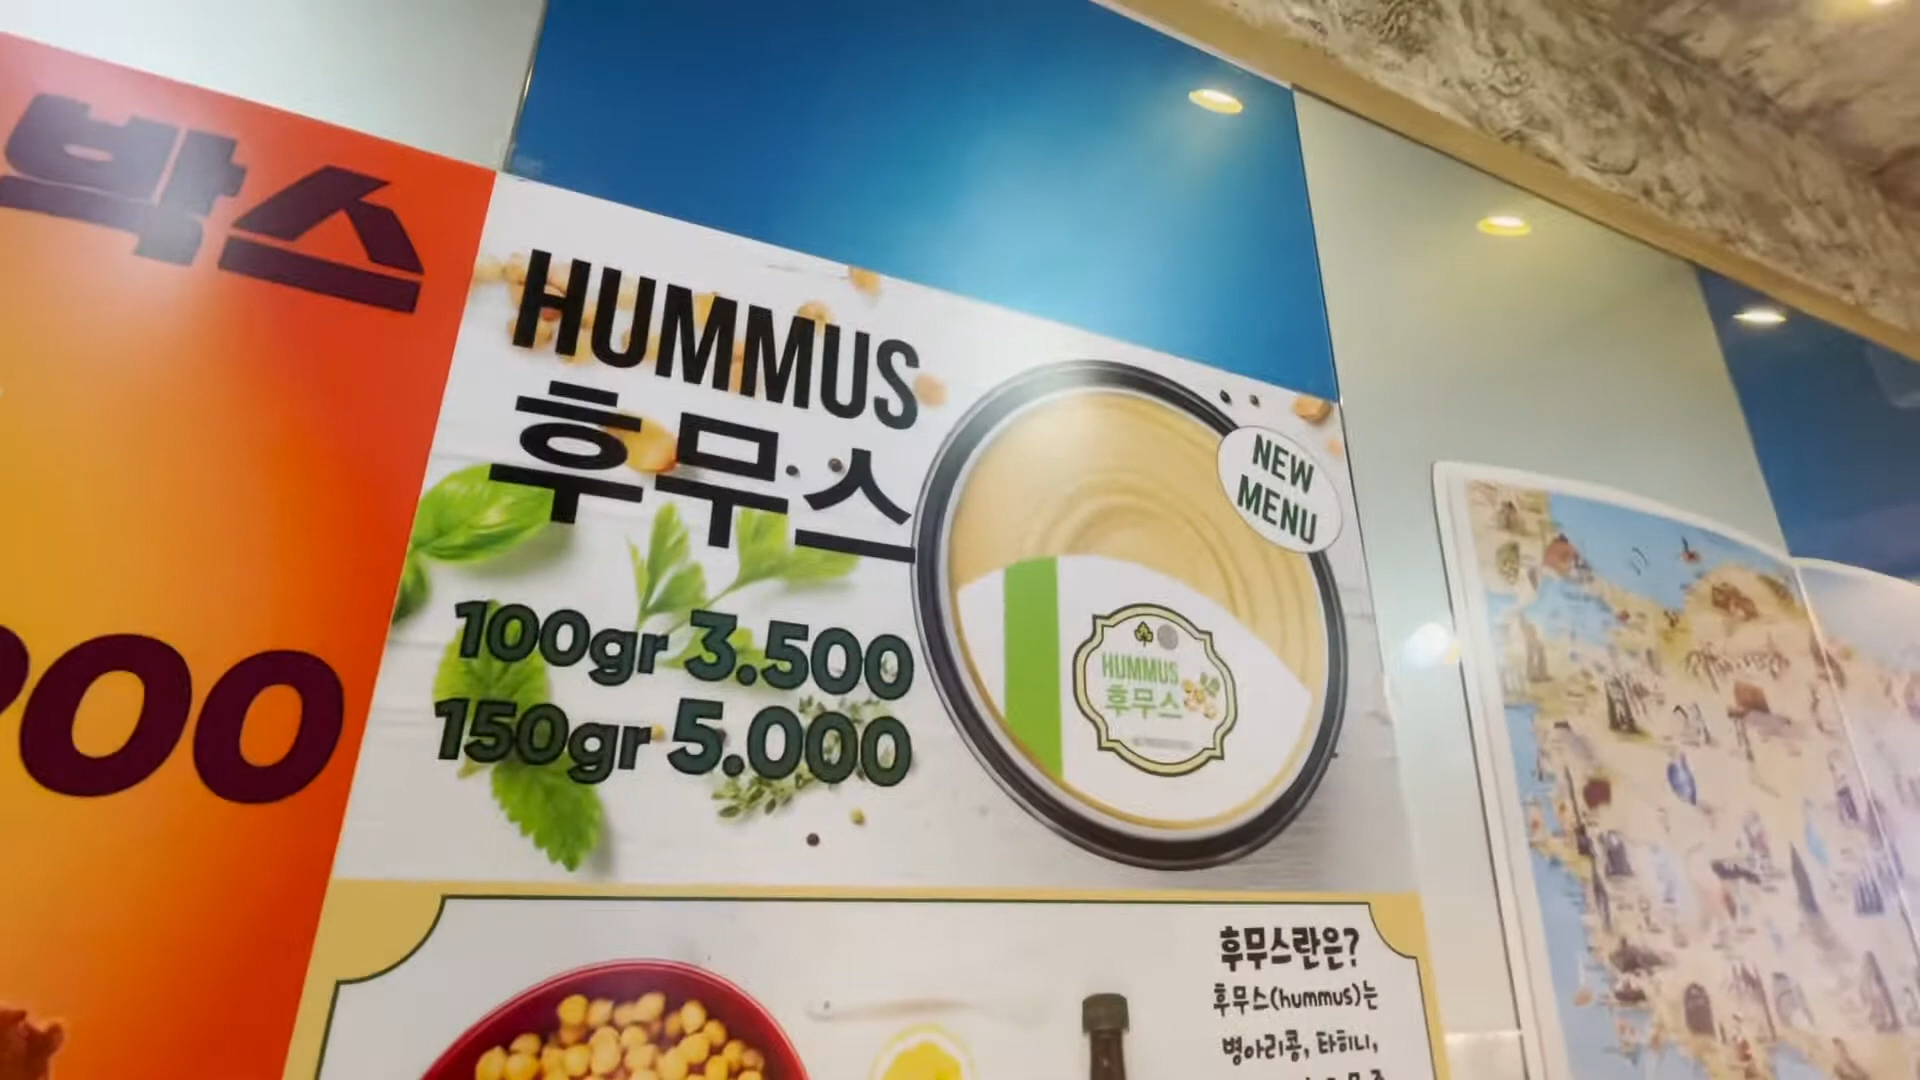 박스
00
HUMMUS
후무스
100gr 3.500
150gr 5.000
NEW
MENU
HUMMUS
후무스
후무스란은?
후무스(hummus)는
병아리콩, 타히니,